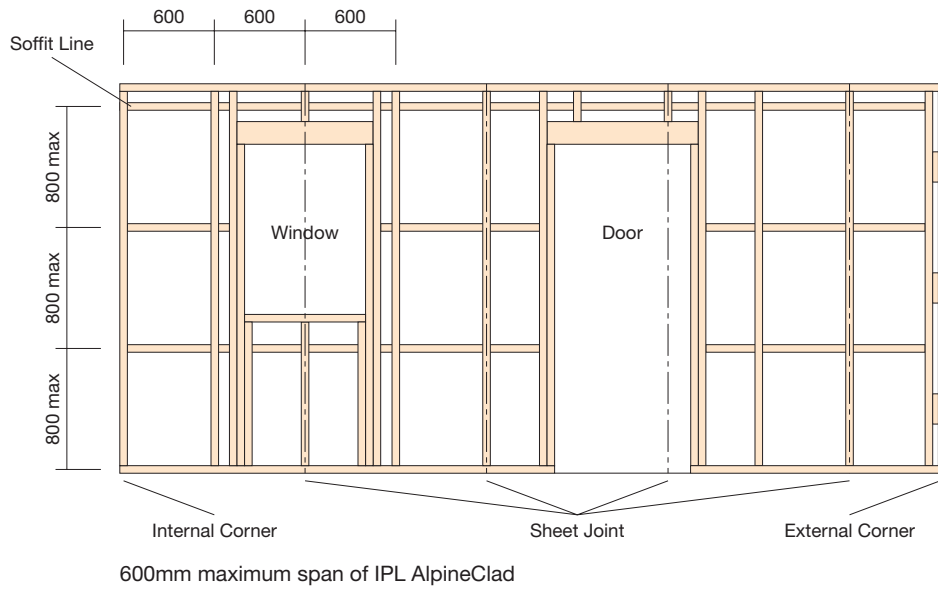 600 600 600
Soffit Line
800 max
Window Door
800 max
800 max
Internal Corner Sheet Joint External Corner
600mm maximum span of IPL AlpineClad